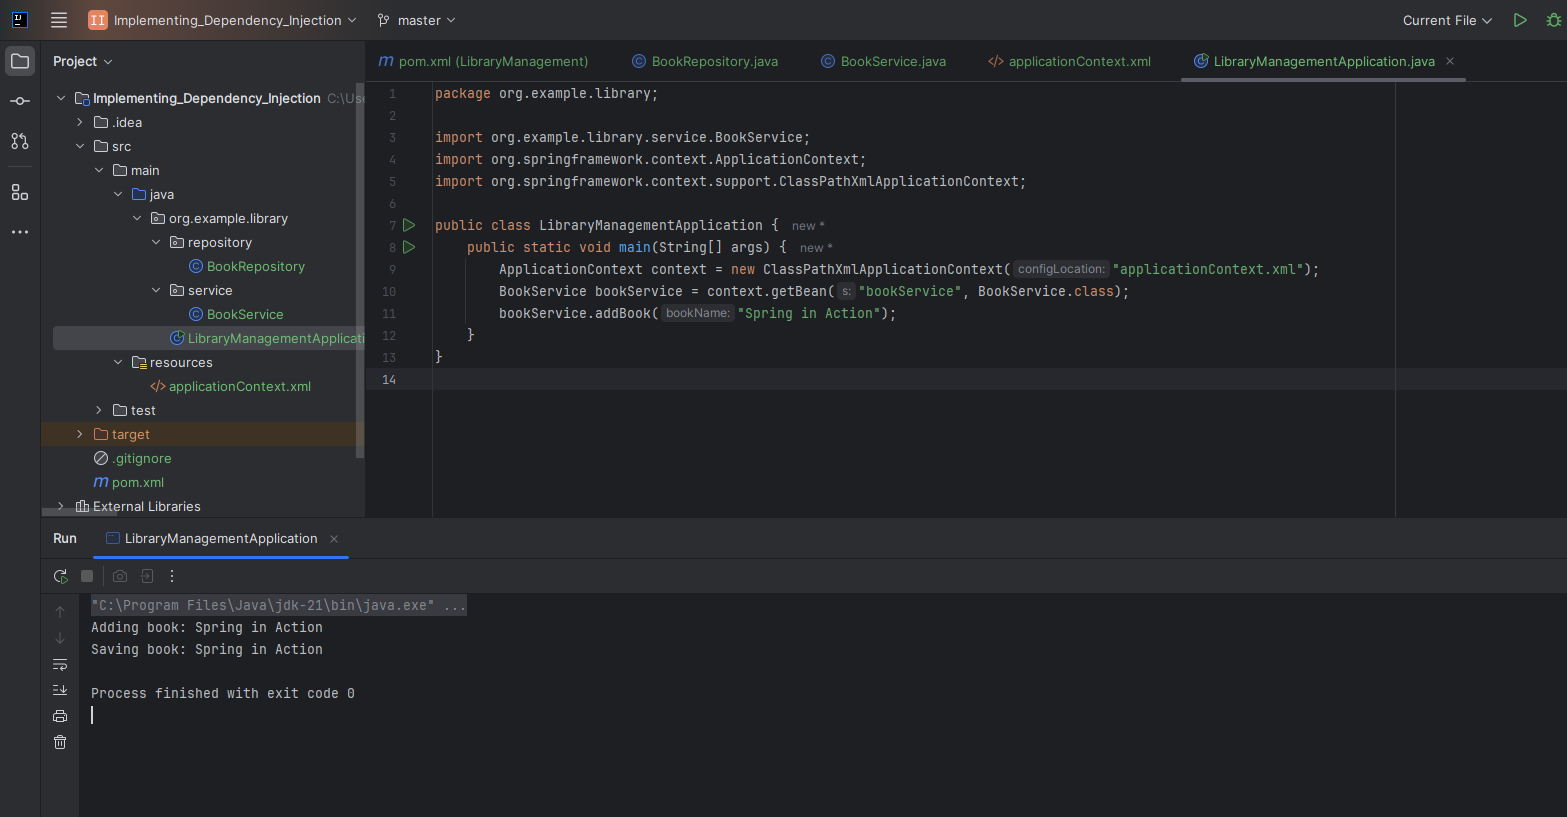 II Implementing_Dependency_Injection master Current File
Project
pom.xml (LibraryManagement) BookRepository.java BookService.java applicationContext.xml LibraryManagementApplication.java
Implementing_Dependency_Injection C:\Us
.idea
src
main
java
org.example.library
repository
BookRepository
service
BookService
LibraryManagementApplicati
resources
applicationContext.xml
test
target
.gitignore
pom.xml
External Libraries
1 package org.example.library;
2
3 import org.example.library.service.BookService;
4 import org.springframework.context.ApplicationContext;
5 import org.springframework.context.support.ClassPathXmlApplicationContext;
6
7 public class LibraryManagementApplication { new *
8 public static void main(String[] args) { new *
9 ApplicationContext context = new ClassPathXmlApplicationContext( configLocation: "applicationContext.xml");
10 BookService bookService = context.getBean( s: "bookService", BookService.class);
11 bookService.addBook( bookName: "Spring in Action");
12 }
13 }
14
Run LibraryManagementApplication
"C:\Program Files\Java\jdk-21\bin\java.exe" ...
Adding book: Spring in Action
Saving book: Spring in Action
Process finished with exit code 0